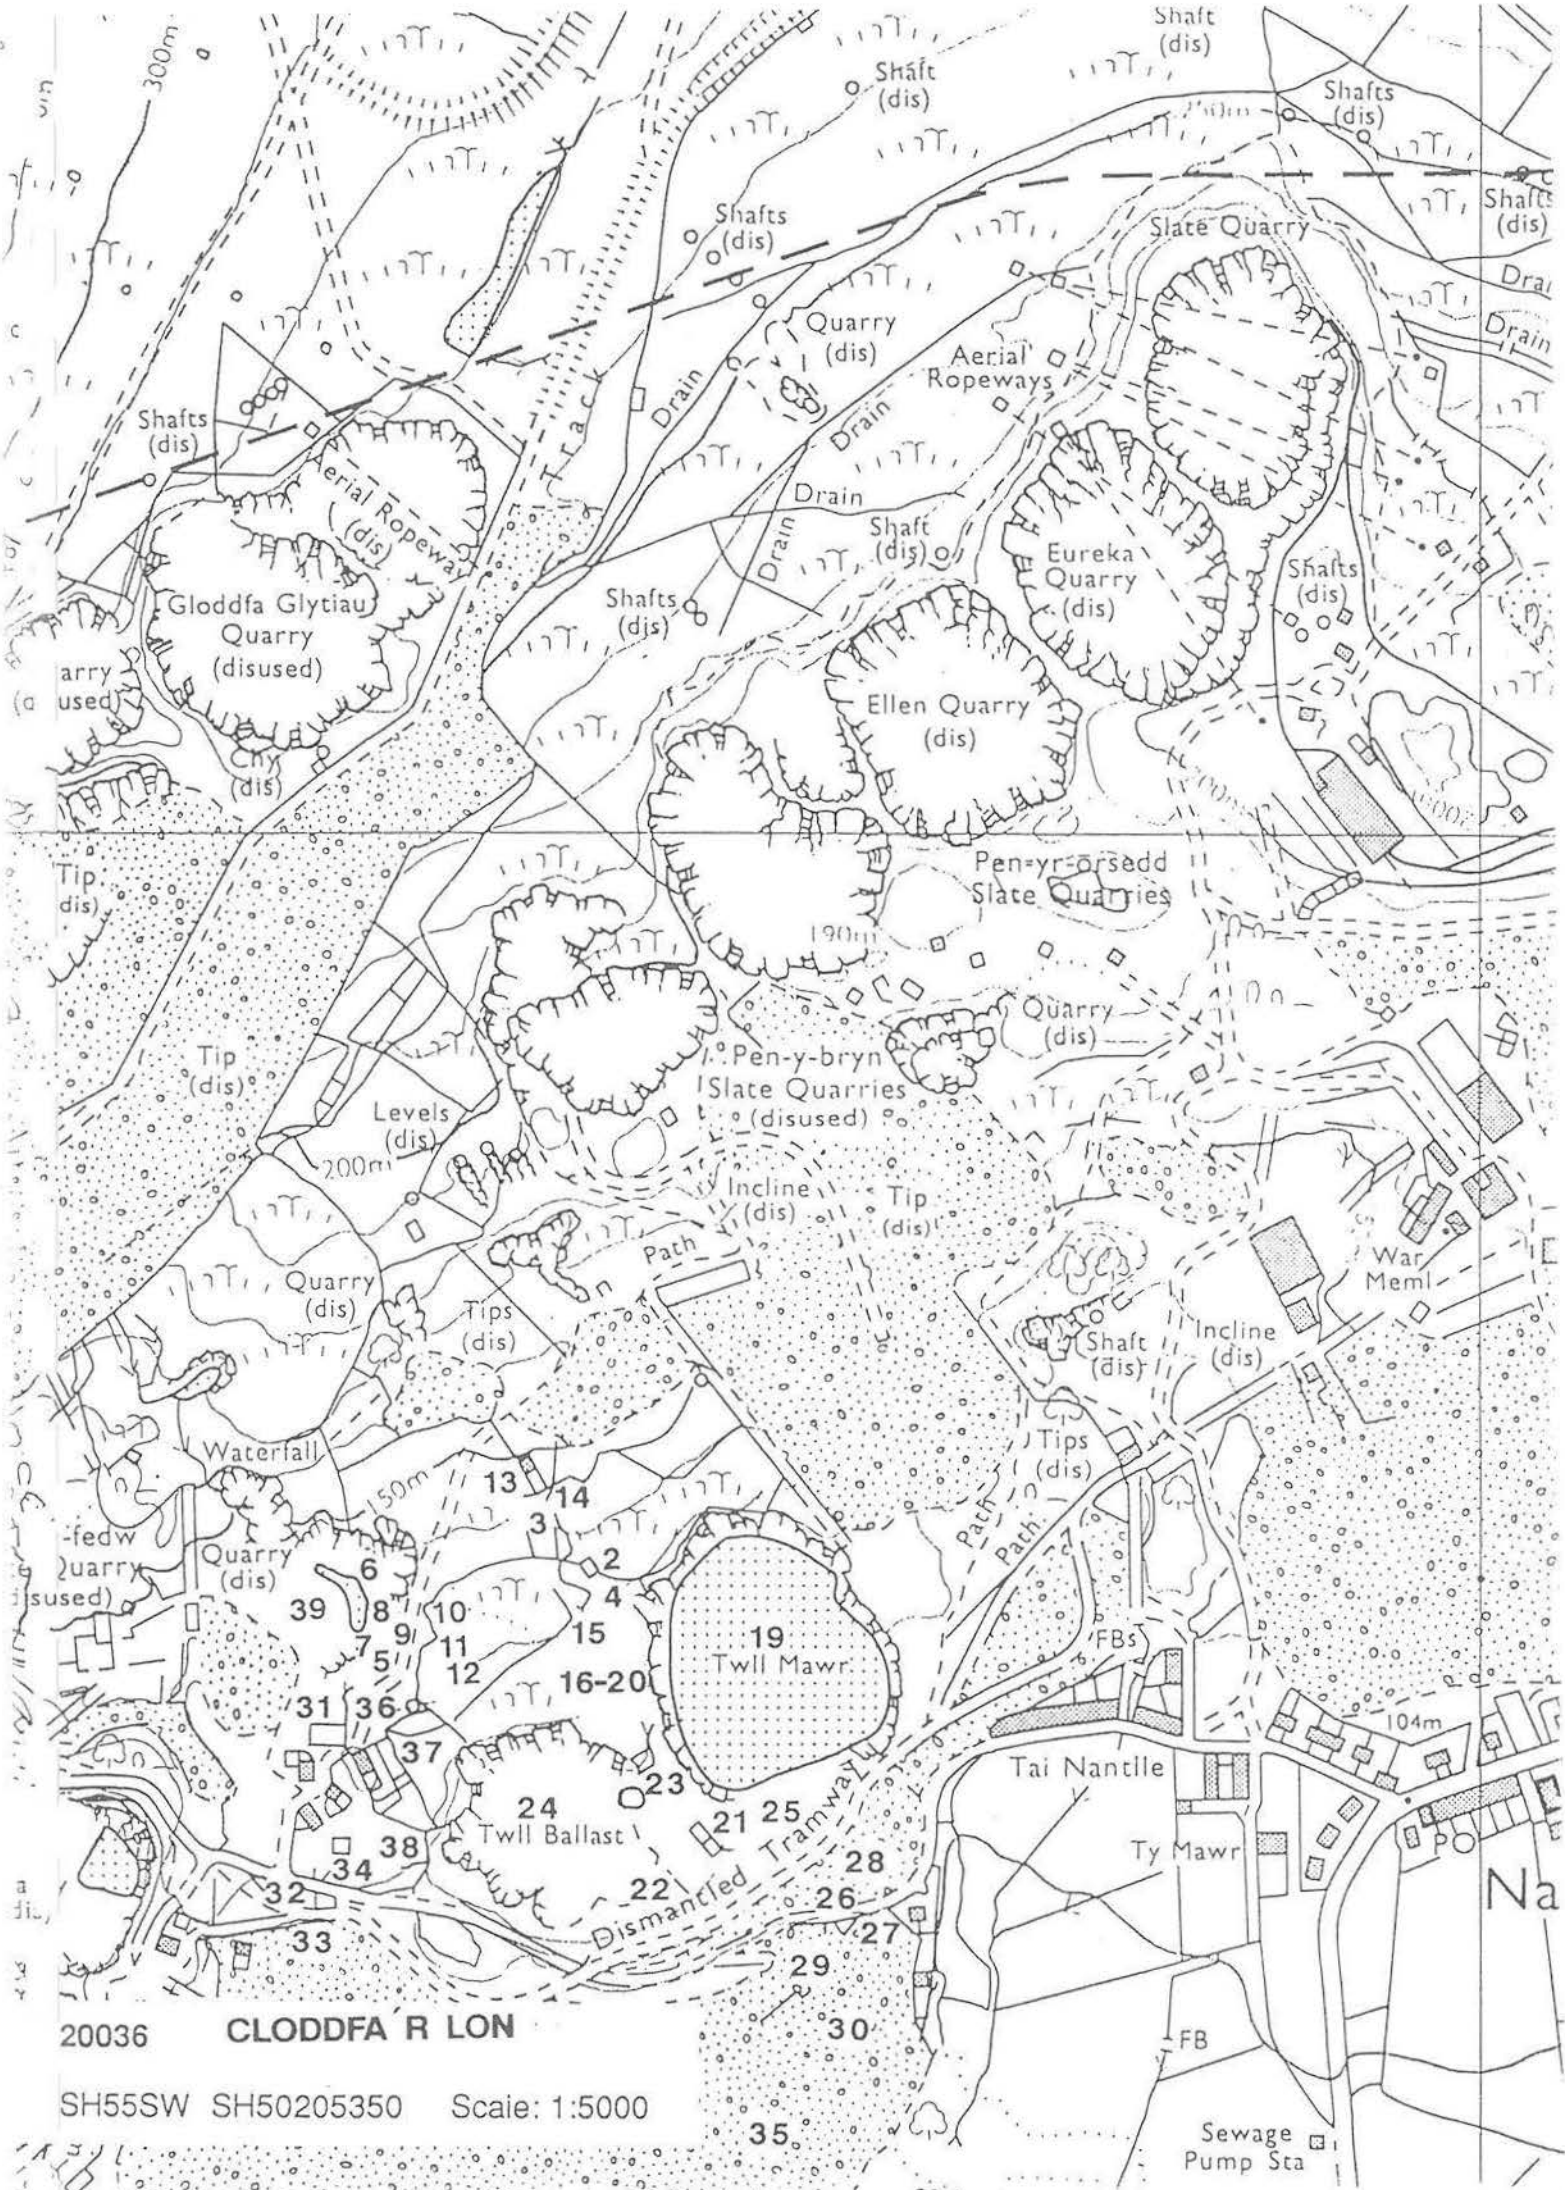 Shaft
(dis)
300m
Shaft
(dis)
Shafts
(dis)
Shafts
(dis)
Shafts
(dis)
Slate Quarry
Drain
Quarry
(dis)
Aerial
Ropeways
Drain
Drain
Track
Shafts
(dis)
Aerial Ropeway
(dis)
Drain
Drain
Shaft
(dis)
Eureka
Quarry
(dis)
Shafts
(dis)
Gloddfa Glytiau
Quarry
(disused)
Shafts
(dis)
arry
used)
Ellen Quarry
(dis)
Chy
(dis)
200m
Tip
dis)
Pen-yr-orsedd
Slate Quarries
190m
Quarry
(dis)
Tip
(dis)
Pen-y-bryn
Slate Quarries
(disused)
Levels
(dis)
200m
Incline
(dis)
Tip
(dis)
Path
War
Meml
Quarry
(dis)
Tips
(dis)
Shaft
(dis)
Incline
(dis)
Waterfall
150m
13
14
3
Tips
(dis)
Path
Path
-fedw
Quarry
isused)
Quarry
(dis)
6
2
4
39
8
10
9
7
11
5
12
15
19
Twll Mawr
FBs
16-20
31
36
37
104m
Tai Nantlle
23
24
Twll Ballast
21
25
Dismantled Tramway
Ty Mawr
PO
38
34
28
22
32
26
27
Na
33
29
30
20036 CLODDFA'R LON
FB
SH55SW SH50205350 Scale: 1:5000
35
Sewage
Pump Sta